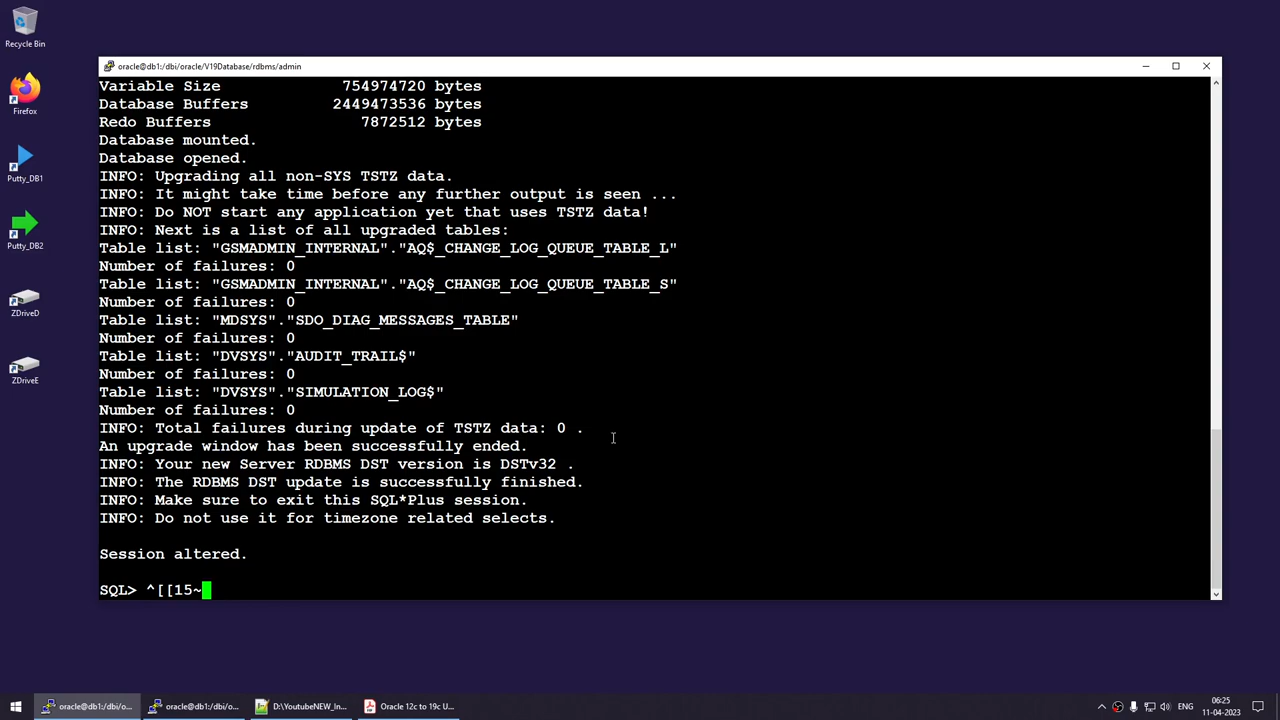 Recycle Bin
Firefox
Putty_DB1
Putty_DB2
ZDriveD
ZDriveE
oracle@db1:/dbi/oracle/V19Database/rdbms/admin
Variable Size 754974720 bytes
Database Buffers 2449473536 bytes
Redo Buffers 7872512 bytes
Database mounted.
Database opened.
INFO: Upgrading all non-SYS TSTZ data.
INFO: It might take time before any further output is seen ...
INFO: Do NOT start any application yet that uses TSTZ data!
INFO: Next is a list of all upgraded tables:
Table list: "GSMADMIN_INTERNAL"."AQ$_CHANGE_LOG_QUEUE_TABLE_L"
Number of failures: 0
Table list: "GSMADMIN_INTERNAL"."AQ$_CHANGE_LOG_QUEUE_TABLE_S"
Number of failures: 0
Table list: "MDSYS"."SDO_DIAG_MESSAGES_TABLE"
Number of failures: 0
Table list: "DVSYS"."AUDIT_TRAIL$"
Number of failures: 0
Table list: "DVSYS"."SIMULATION_LOG$"
Number of failures: 0
INFO: Total failures during update of TSTZ data: 0 .
An upgrade window has been successfully ended.
INFO: Your new Server RDBMS DST version is DSTv32 .
INFO: The RDBMS DST update is successfully finished.
INFO: Make sure to exit this SQL*Plus session.
INFO: Do not use it for timezone related selects.
Session altered.
SQL> ^[[15~
oracle@db1:/dbi/o...
oracle@db1:/dbi/o...
D:\YoutubeNEW_In...
Oracle 12c to 19c U...
ENG
06:25
11-04-2023